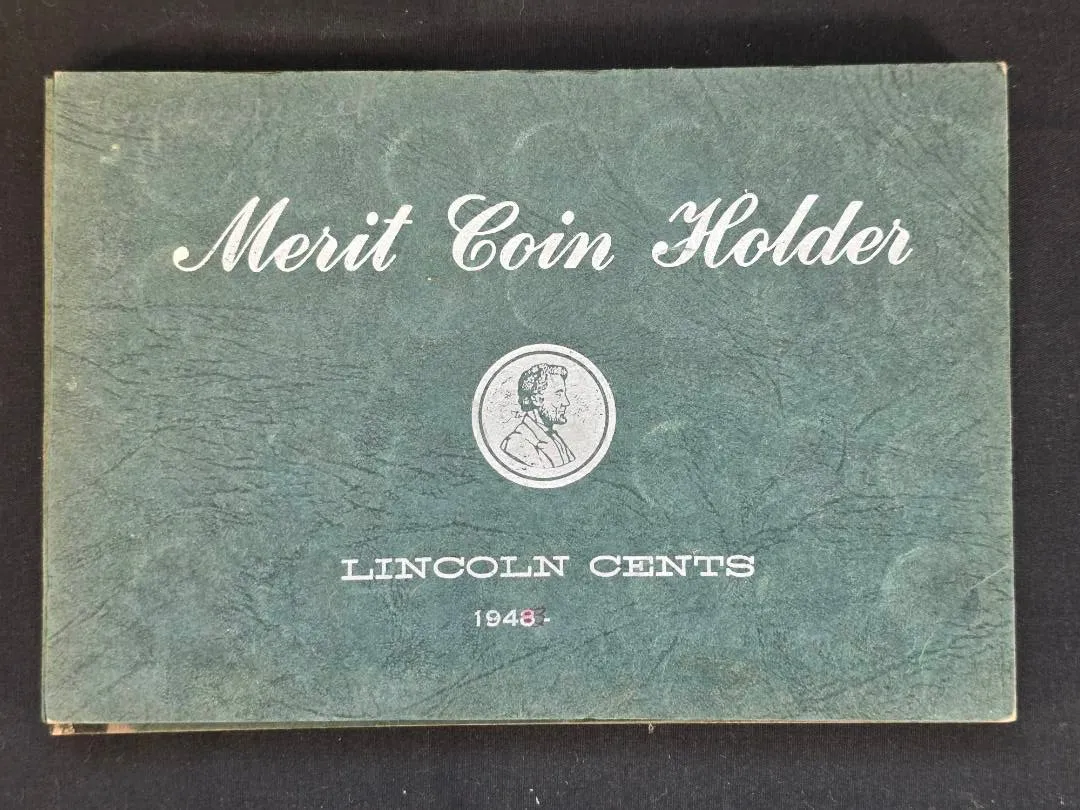 Merit Coin Holder
LINCOLN CENTS
1948-